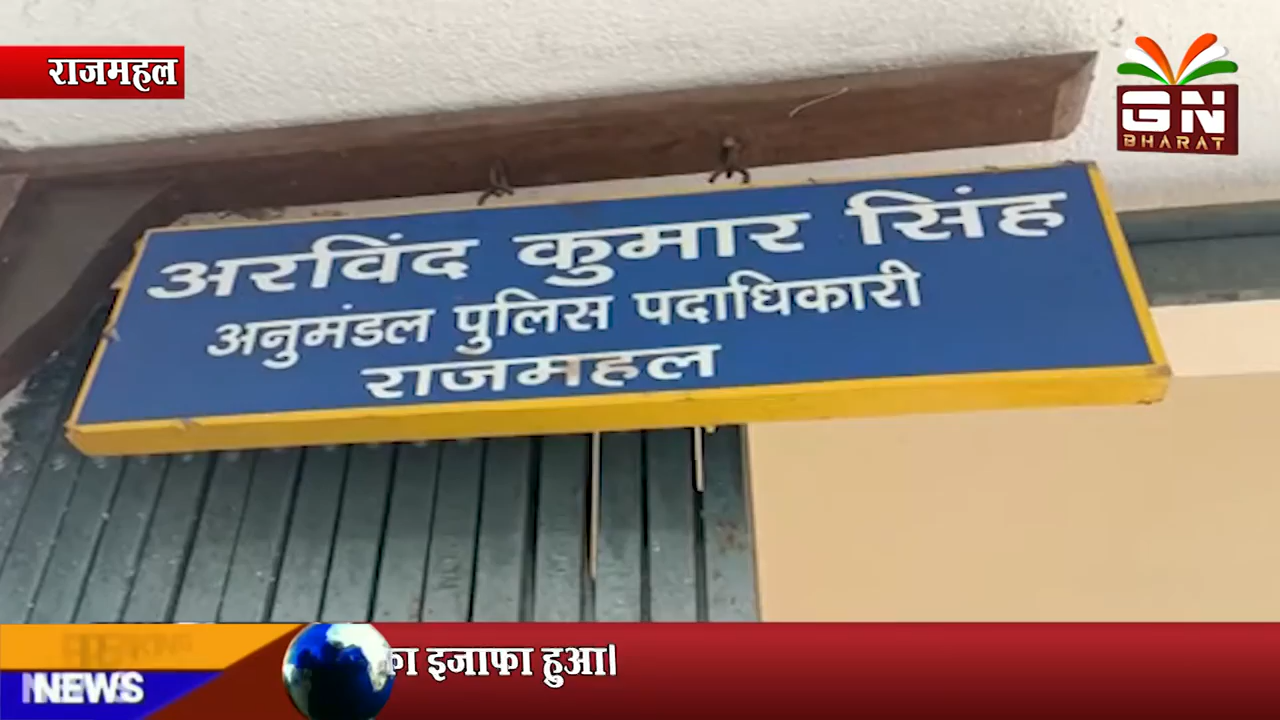 राजमहल
GN
BHARAT
अरविंद कुमार सिंह
अनुमंडल पुलिस पदाधिकारी
राजमहल
इजाफा हुआ।
NEWS